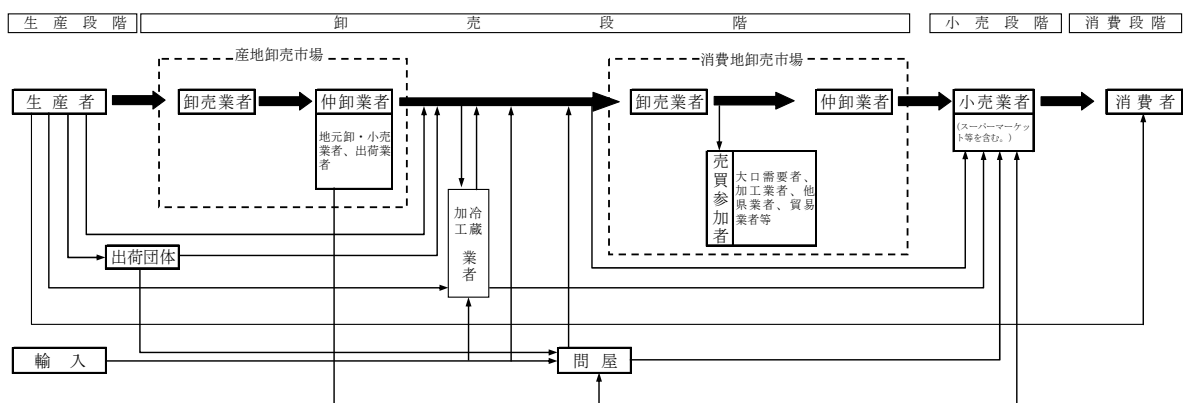 生産段階
卸売段階
小売段階
消費段階
産地卸売市場
消費地卸売市場
生産者
卸売業者
仲卸業者
卸売業者
仲卸業者
小売業者
消費者
地元卸・小売
業者、出荷業
者
(スーパーマーケッ
ト等を含む。)
売買参加者
大口需要者、
加工業者、他
県業者、貿易
業者等
冷蔵
加工
業者
出荷団体
輸入
問屋